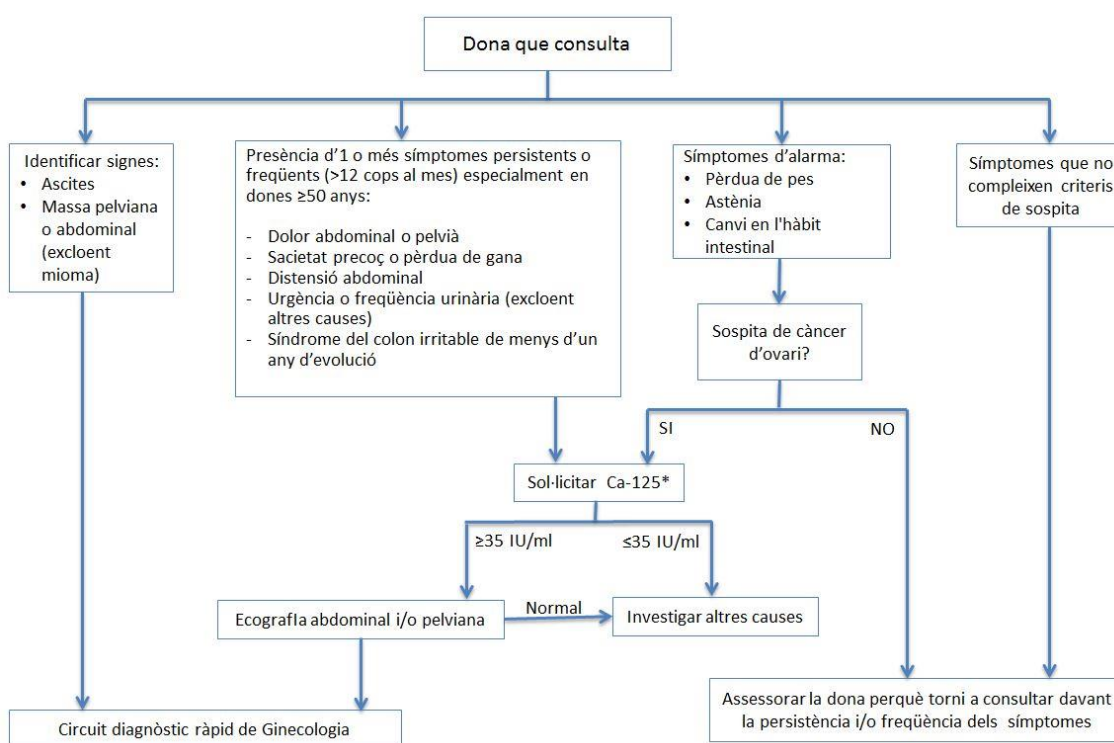 Dona que consulta
Identificar signes:
• Ascites
• Massa pelviana
o abdominal
(excloent
mioma)
Presència d'1 o més símptomes persistents o
freqüents (>12 cops al mes) especialment en
dones ≥50 anys:
- Dolor abdominal o pelvià
- Sacietat precoç o pèrdua de gana
- Distensió abdominal
- Urgència o freqüència urinària (excloent
altres causes)
- Síndrome del colon irritable de menys d'un
any d'evolució
Símptomes d'alarma:
• Pèrdua de pes
• Astènia
• Canvi en l'hàbit
intestinal
Símptomes que no
compleixen criteris
de sospita
Sospita de càncer
d'ovari?
SI
NO
Sol·licitar Ca-125*
≥35 IU/ml
≤35 IU/ml
EcografIa abdominal i/o pelviana
Normal
Investigar altres causes
Circuit diagnòstic ràpid de Ginecologia
Assessorar la dona perquè torni a consultar davant
la persistència i/o freqüència dels símptomes